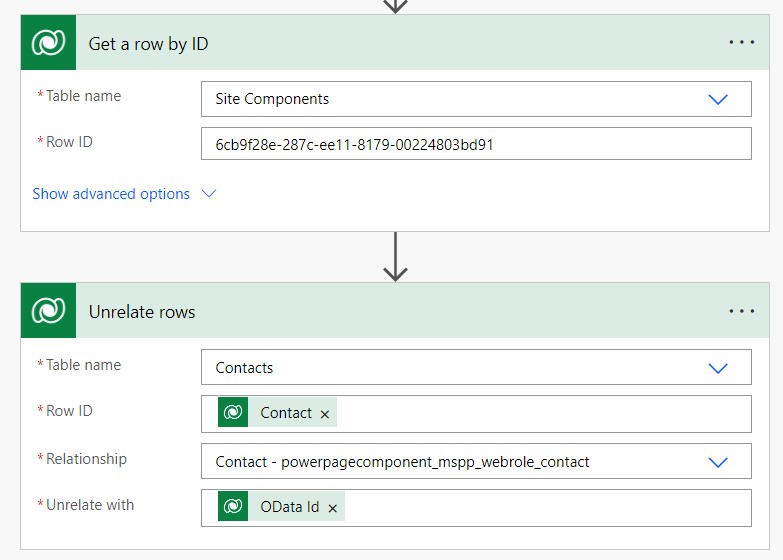 Get a row by ID
...
* Table name
Site Components
* Row ID
6cb9f28e-287c-ee11-8179-00224803bd91
Show advanced options
Unrelate rows
...
* Table name
Contacts
* Row ID
Contact ×
* Relationship
Contact - powerpagecomponent_mspp_webrole_contact
* Unrelate with
OData Id ×